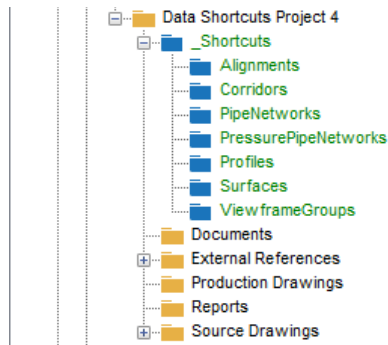 Data Shortcuts Project 4
_Shortcuts
Alignments
Corridors
PipeNetworks
PressurePipeNetworks
Profiles
Surfaces
ViewframeGroups
Documents
External References
Production Drawings
Reports
Source Drawings